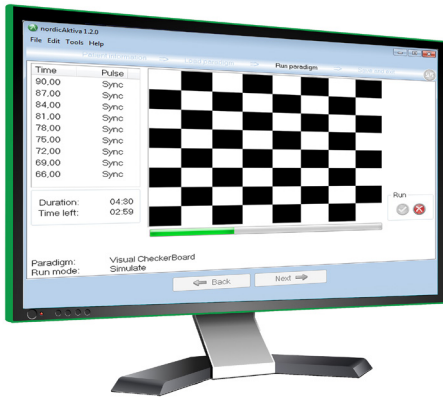 nordicAktiva 1.2.0
File Edit Tools Help
Run paradigm
Time Pulse
90,00 Sync
87,00 Sync
84,00 Sync
81,00 Sync
78,00 Sync
75,00 Sync
72,00 Sync
69,00 Sync
66,00 Sync
Duration: 04:30
Time left: 02:59
Run
Paradigm: Visual CheckerBoard
Run mode: Simulate
Back Next